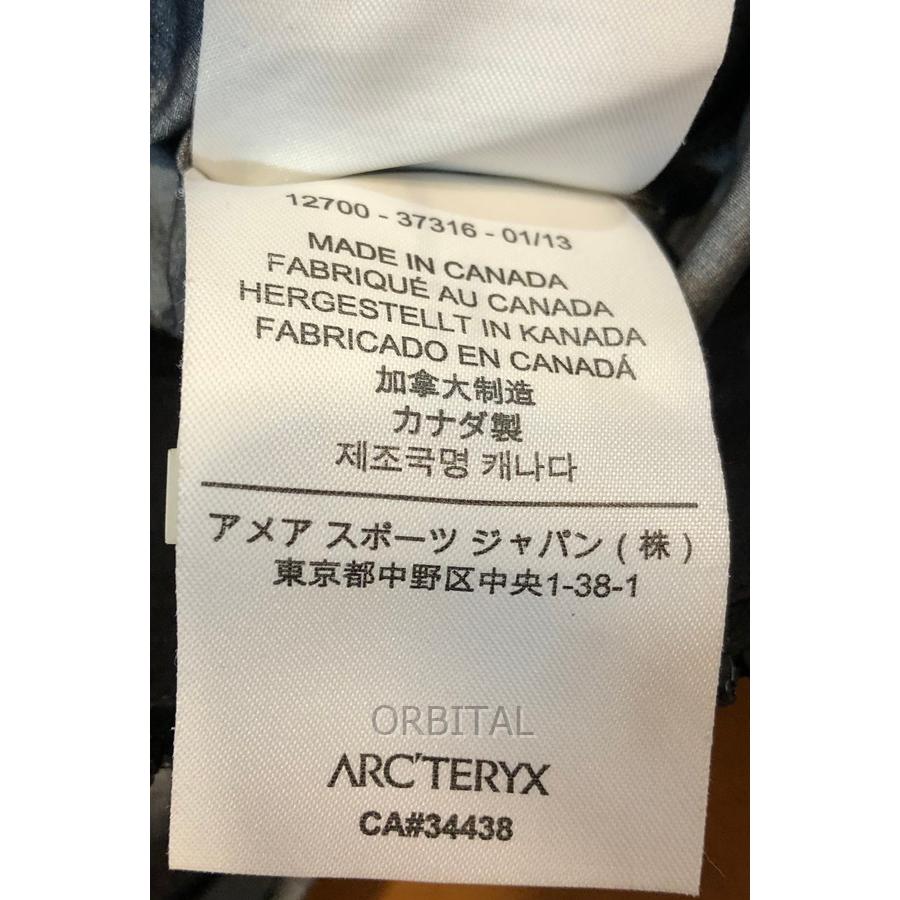 12700 - 37316 - 01/13
MADE IN CANADA
FABRIQUÉ AU CANADA
HERGESTELLT IN KANADA
FABRICADO EN CANADÁ
加拿大制造
カナダ製
제조국명 캐나다
アメア スポーツ ジャパン ( 株 )
東京都中野区中央1-38-1
ORBITAL
ARC'TERYX
CA#34438